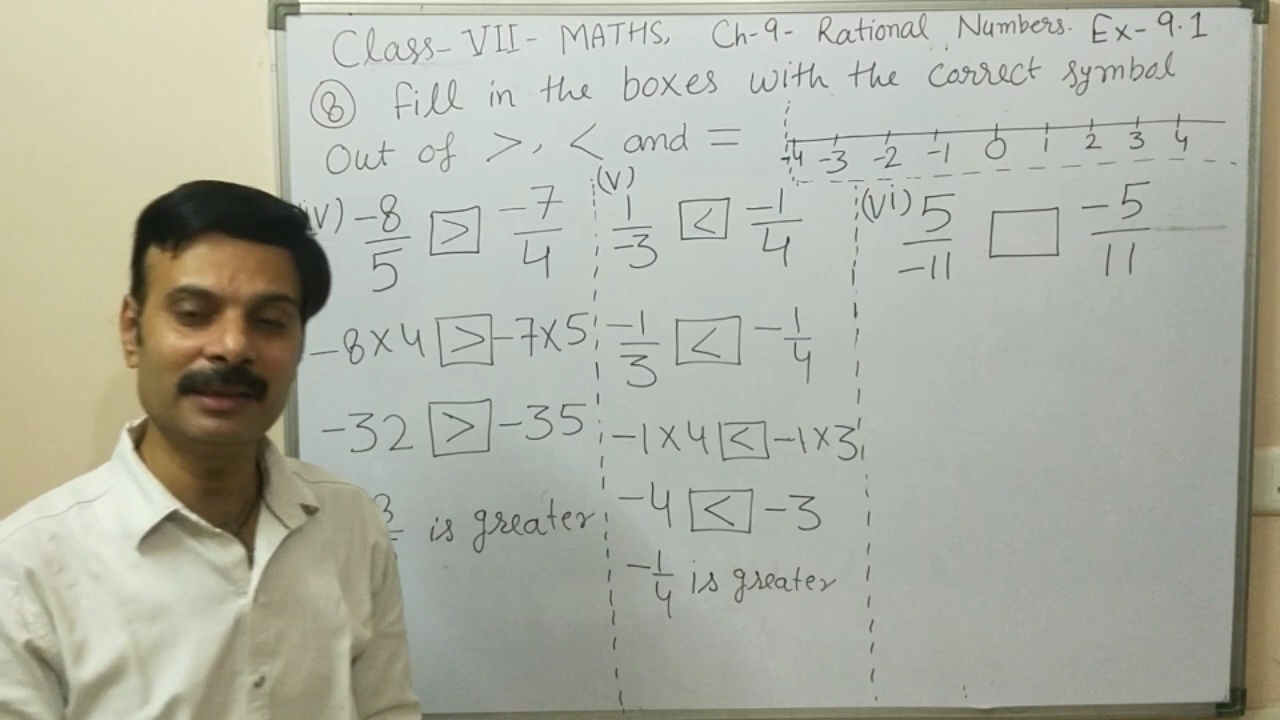 Class-VII- MATHS, Ch-9- Rational Numbers. Ex-9.1
(8) Fill in the boxes with the correct symbol
Out of >, < and =
-4 -3 -2 -1 0 1 2 3 4
iv) -8/5 > -7/4
-8×4 > -7×5
-32 > -35
is greater
(v) 1/-3 < -1/4
-1/3 < -1/4
-1×4 < -1×3
-4 < -3
-1/4 is greater
(vi) 5/-11 □ -5/11